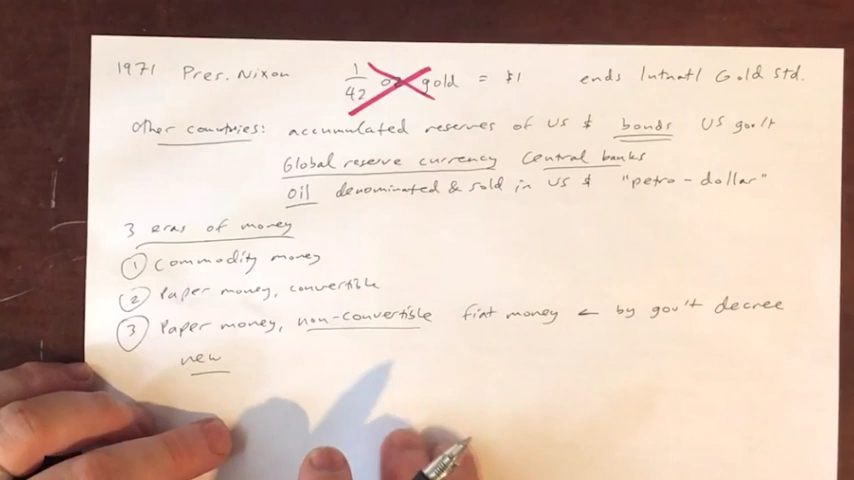 1971 Pres. Nixon 1/42 oz gold = $1 ends Intnat'l Gold Std.
Other countries: accumulated reserves of US $ bonds US gov't
Global reserve currency Central banks
Oil denominated & sold in US $ "petro-dollar"
3 eras of money
① Commodity money
② Paper money, convertible
③ Paper money, non-convertible fiat money ← by gov't decree
new